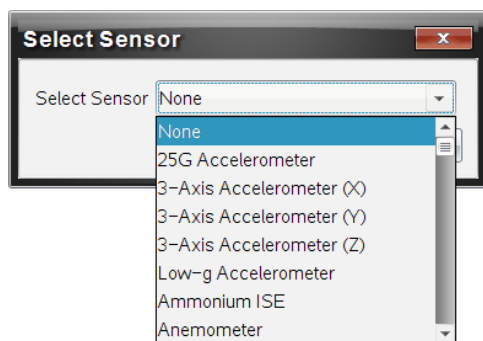 Select Sensor
Select Sensor None
None
25G Accelerometer
3-Axis Accelerometer (X)
3-Axis Accelerometer (Y)
3-Axis Accelerometer (Z)
Low-g Accelerometer
Ammonium ISE
Anemometer